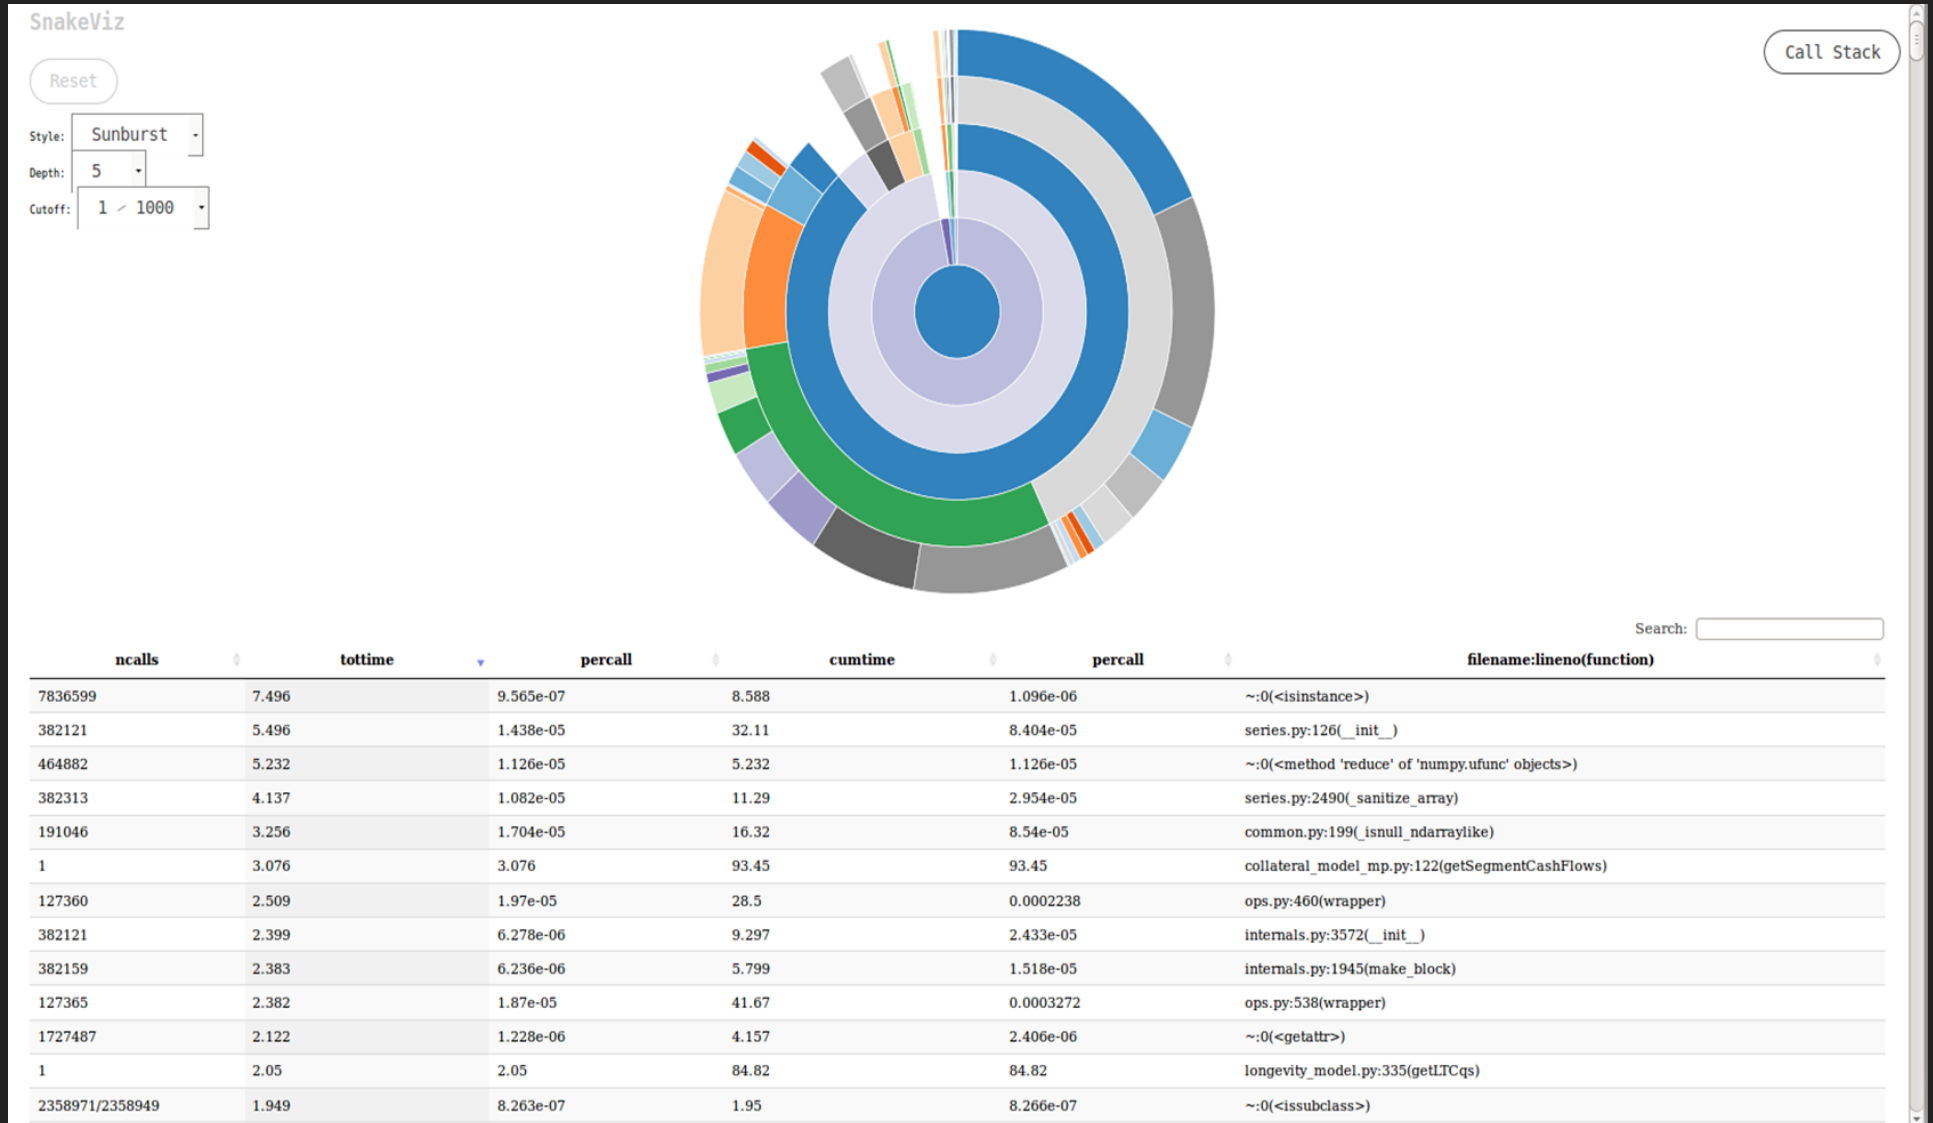 SnakeViz
Call Stack
Reset
Style: Sunburst
Depth: 5
Cutoff: 1 / 1000
Search:
ncalls tottime percall cumtime percall filename:lineno(function)
7836599 7.496 9.565e-07 8.588 1.096e-06 ~:0(<isinstance>)
382121 5.496 1.438e-05 32.11 8.404e-05 series.py:126(__init__)
464882 5.232 1.126e-05 5.232 1.126e-05 ~:0(<method 'reduce' of 'numpy.ufunc' objects>)
382313 4.137 1.082e-05 11.29 2.954e-05 series.py:2490(_sanitize_array)
191046 3.256 1.704e-05 16.32 8.54e-05 common.py:199(_isnull_ndarraylike)
1 3.076 3.076 93.45 93.45 collateral_model_mp.py:122(getSegmentCashFlows)
127360 2.509 1.97e-05 28.5 0.0002238 ops.py:460(wrapper)
382121 2.399 6.278e-06 9.297 2.433e-05 internals.py:3572(__init__)
382159 2.383 6.236e-06 5.799 1.518e-05 internals.py:1945(make_block)
127365 2.382 1.87e-05 41.67 0.0003272 ops.py:538(wrapper)
1727487 2.122 1.228e-06 4.157 2.406e-06 ~:0(<getattr>)
1 2.05 2.05 84.82 84.82 longevity_model.py:335(getLTCqs)
2358971/2358949 1.949 8.263e-07 1.95 8.266e-07 ~:0(<issubclass>)